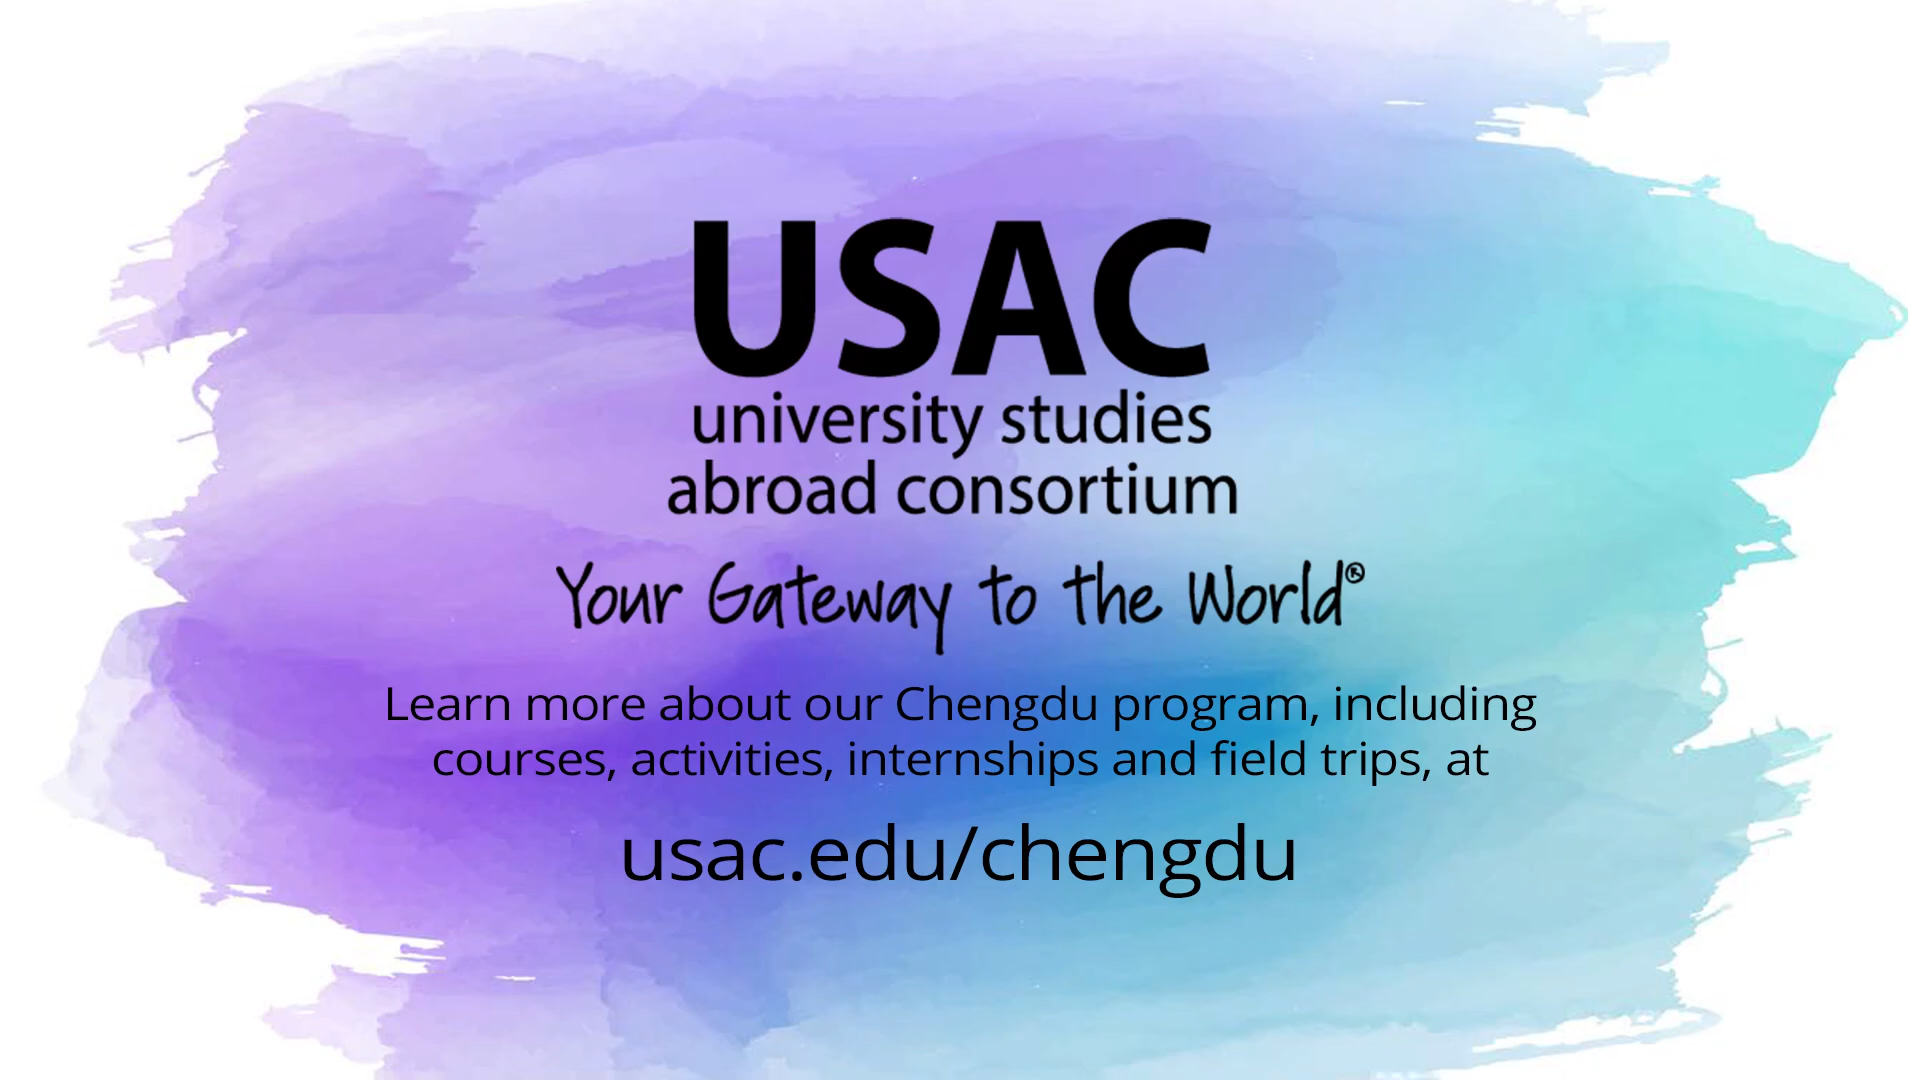 USAC
university studies
abroad consortium
Your Gateway to the World®
Learn more about our Chengdu program, including
courses, activities, internships and field trips, at
usac.edu/chengdu